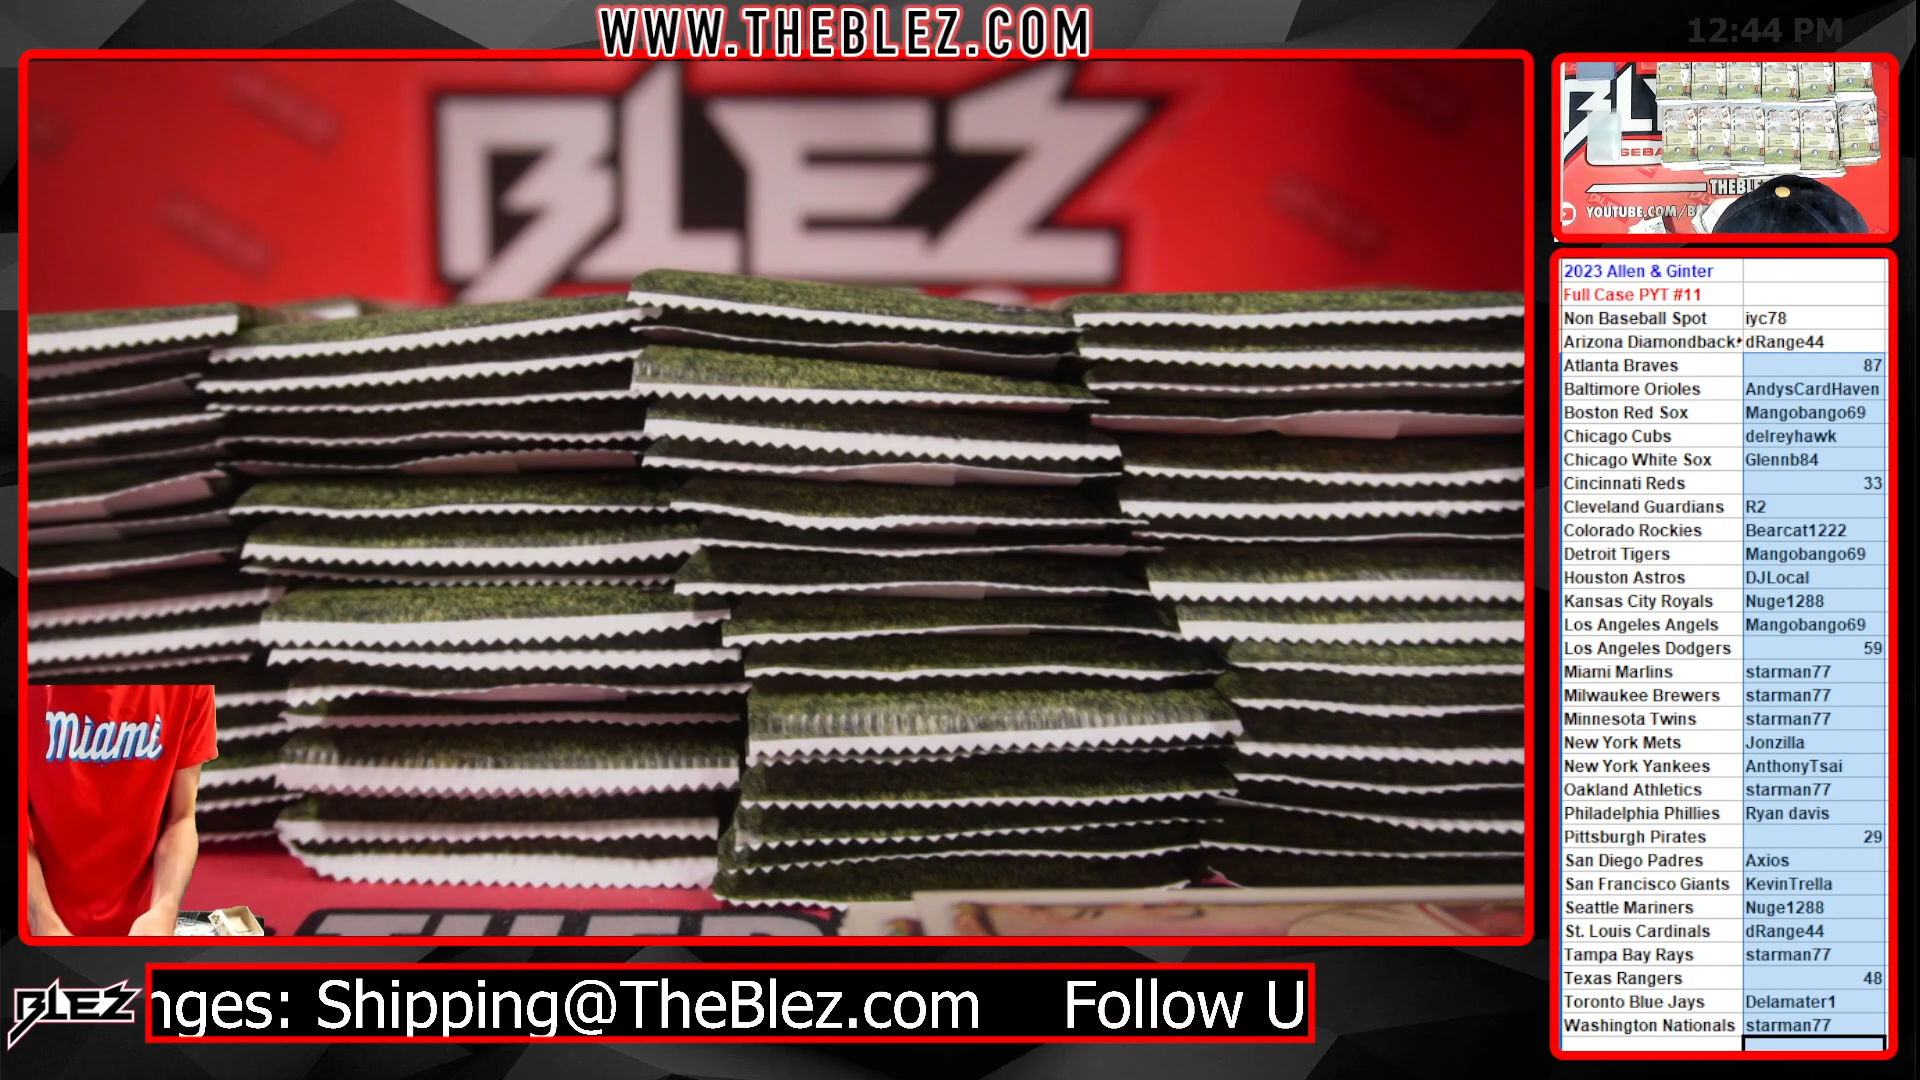 WWW.THEBLEZ.COM
12:44 PM
BLEZ
Miami
BLEZ
nges: Shipping@TheBlez.com Follow U
THEBLE
YOUTUBE.COM/B
2023 Allen & Ginter
Full Case PYT #11
Non Baseball Spot iyc78
Arizona Diamondback dRange44
Atlanta Braves 87
Baltimore Orioles AndysCardHaven
Boston Red Sox Mangobango69
Chicago Cubs delreyhawk
Chicago White Sox Glennb84
Cincinnati Reds 33
Cleveland Guardians R2
Colorado Rockies Bearcat1222
Detroit Tigers Mangobango69
Houston Astros DJLocal
Kansas City Royals Nuge1288
Los Angeles Angels Mangobango69
Los Angeles Dodgers 59
Miami Marlins starman77
Milwaukee Brewers starman77
Minnesota Twins starman77
New York Mets Jonzilla
New York Yankees AnthonyTsai
Oakland Athletics starman77
Philadelphia Phillies Ryan davis
Pittsburgh Pirates 29
San Diego Padres Axios
San Francisco Giants KevinTrella
Seattle Mariners Nuge1288
St. Louis Cardinals dRange44
Tampa Bay Rays starman77
Texas Rangers 48
Toronto Blue Jays Delamater1
Washington Nationals starman77